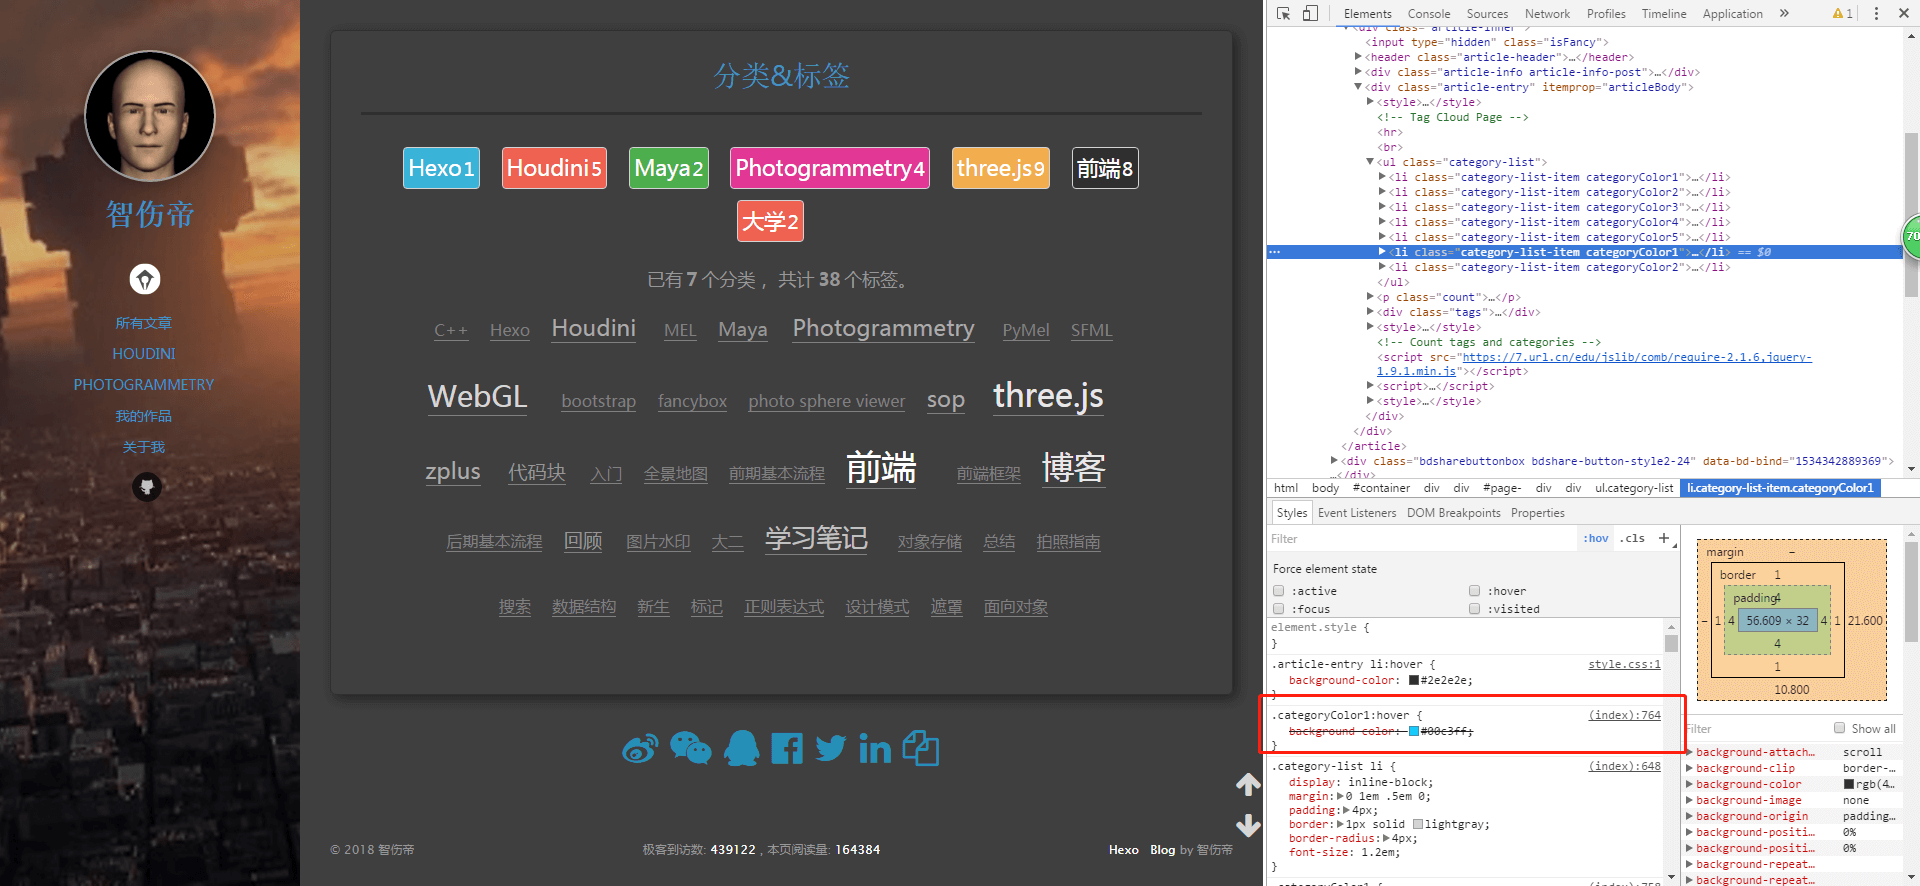 智伤帝
所有文章
HOUDINI
PHOTOGRAMMETRY
我的作品
关于我
分类&标签
Hexo1 Houdini5 Maya2 Photogrammetry4 three.js9 前端8
大学2
已有 7 个分类 ，共计 38 个标签。
C++ Hexo Houdini MEL Maya Photogrammetry PyMel SFML
WebGL bootstrap fancybox photo sphere viewer sop three.js
zplus 代码块 入门 全景地图 前期基本流程 前端 前端框架 博客
后期基本流程 回顾 图片水印 大二 学习笔记 对象存储 总结 拍照指南
搜索 数据结构 新生 标记 正则表达式 设计模式 遮罩 面向对象
© 2018 智伤帝
极客到访数: 439122 , 本页阅读量: 164384
Hexo Blog by 智伤帝
Elements Console Sources Network Profiles Timeline Application » 1
<div class="article-inner">
<input type="hidden" class="isFancy">
<header class="article-header">…</header>
<div class="article-info article-info-post">…</div>
<div class="article-entry" itemprop="articleBody">
<style>…</style>
<!-- Tag Cloud Page -->
<hr>
<br>
<ul class="category-list">
<li class="category-list-item categoryColor1">…</li>
<li class="category-list-item categoryColor2">…</li>
<li class="category-list-item categoryColor3">…</li>
<li class="category-list-item categoryColor4">…</li>
<li class="category-list-item categoryColor5">…</li>
<li class="category-list-item categoryColor1">…</li> == $0
<li class="category-list-item categoryColor2">…</li>
</ul>
<p class="count">…</p>
<div class="tags">…</div>
<style>…</style>
<!-- Count tags and categories -->
<script src="https://7.url.cn/edu/jslib/comb/require-2.1.6,jquery-
1.9.1.min.js"></script>
<script>…</script>
<style>…</style>
</div>
</div>
</article>
<div class="bdsharebuttonbox bdshare-button-style2-24" data-bd-bind="1534342889369">
…</div>
70
html body #container div div #page- div div ul.category-list li.category-list-item.categoryColor1
Styles Event Listeners DOM Breakpoints Properties
Filter :hov .cls +
Force element state
:active :hover
:focus :visited
element.style {
}
.article-entry li:hover { style.css:1
background-color: #2e2e2e;
}
.categoryColor1:hover { (index):764
background-color: #00c3ff;
}
.category-list li { (index):648
display: inline-block;
margin: 0 1em .5em 0;
padding: 4px;
border: 1px solid lightgray;
border-radius: 4px;
font-size: 1.2em;
}
.categoryColor1 { (index):758
margin –
border 1
padding 4
– 1 4 56.609 × 32 4 1 21.600
4
1
10.800
Filter Show all
background-attach… scroll
background-clip border-…
background-color rgb(4…
background-image none
background-origin padding…
background-positi… 0%
background-positi… 0%
background-repeat…
background-repeat…